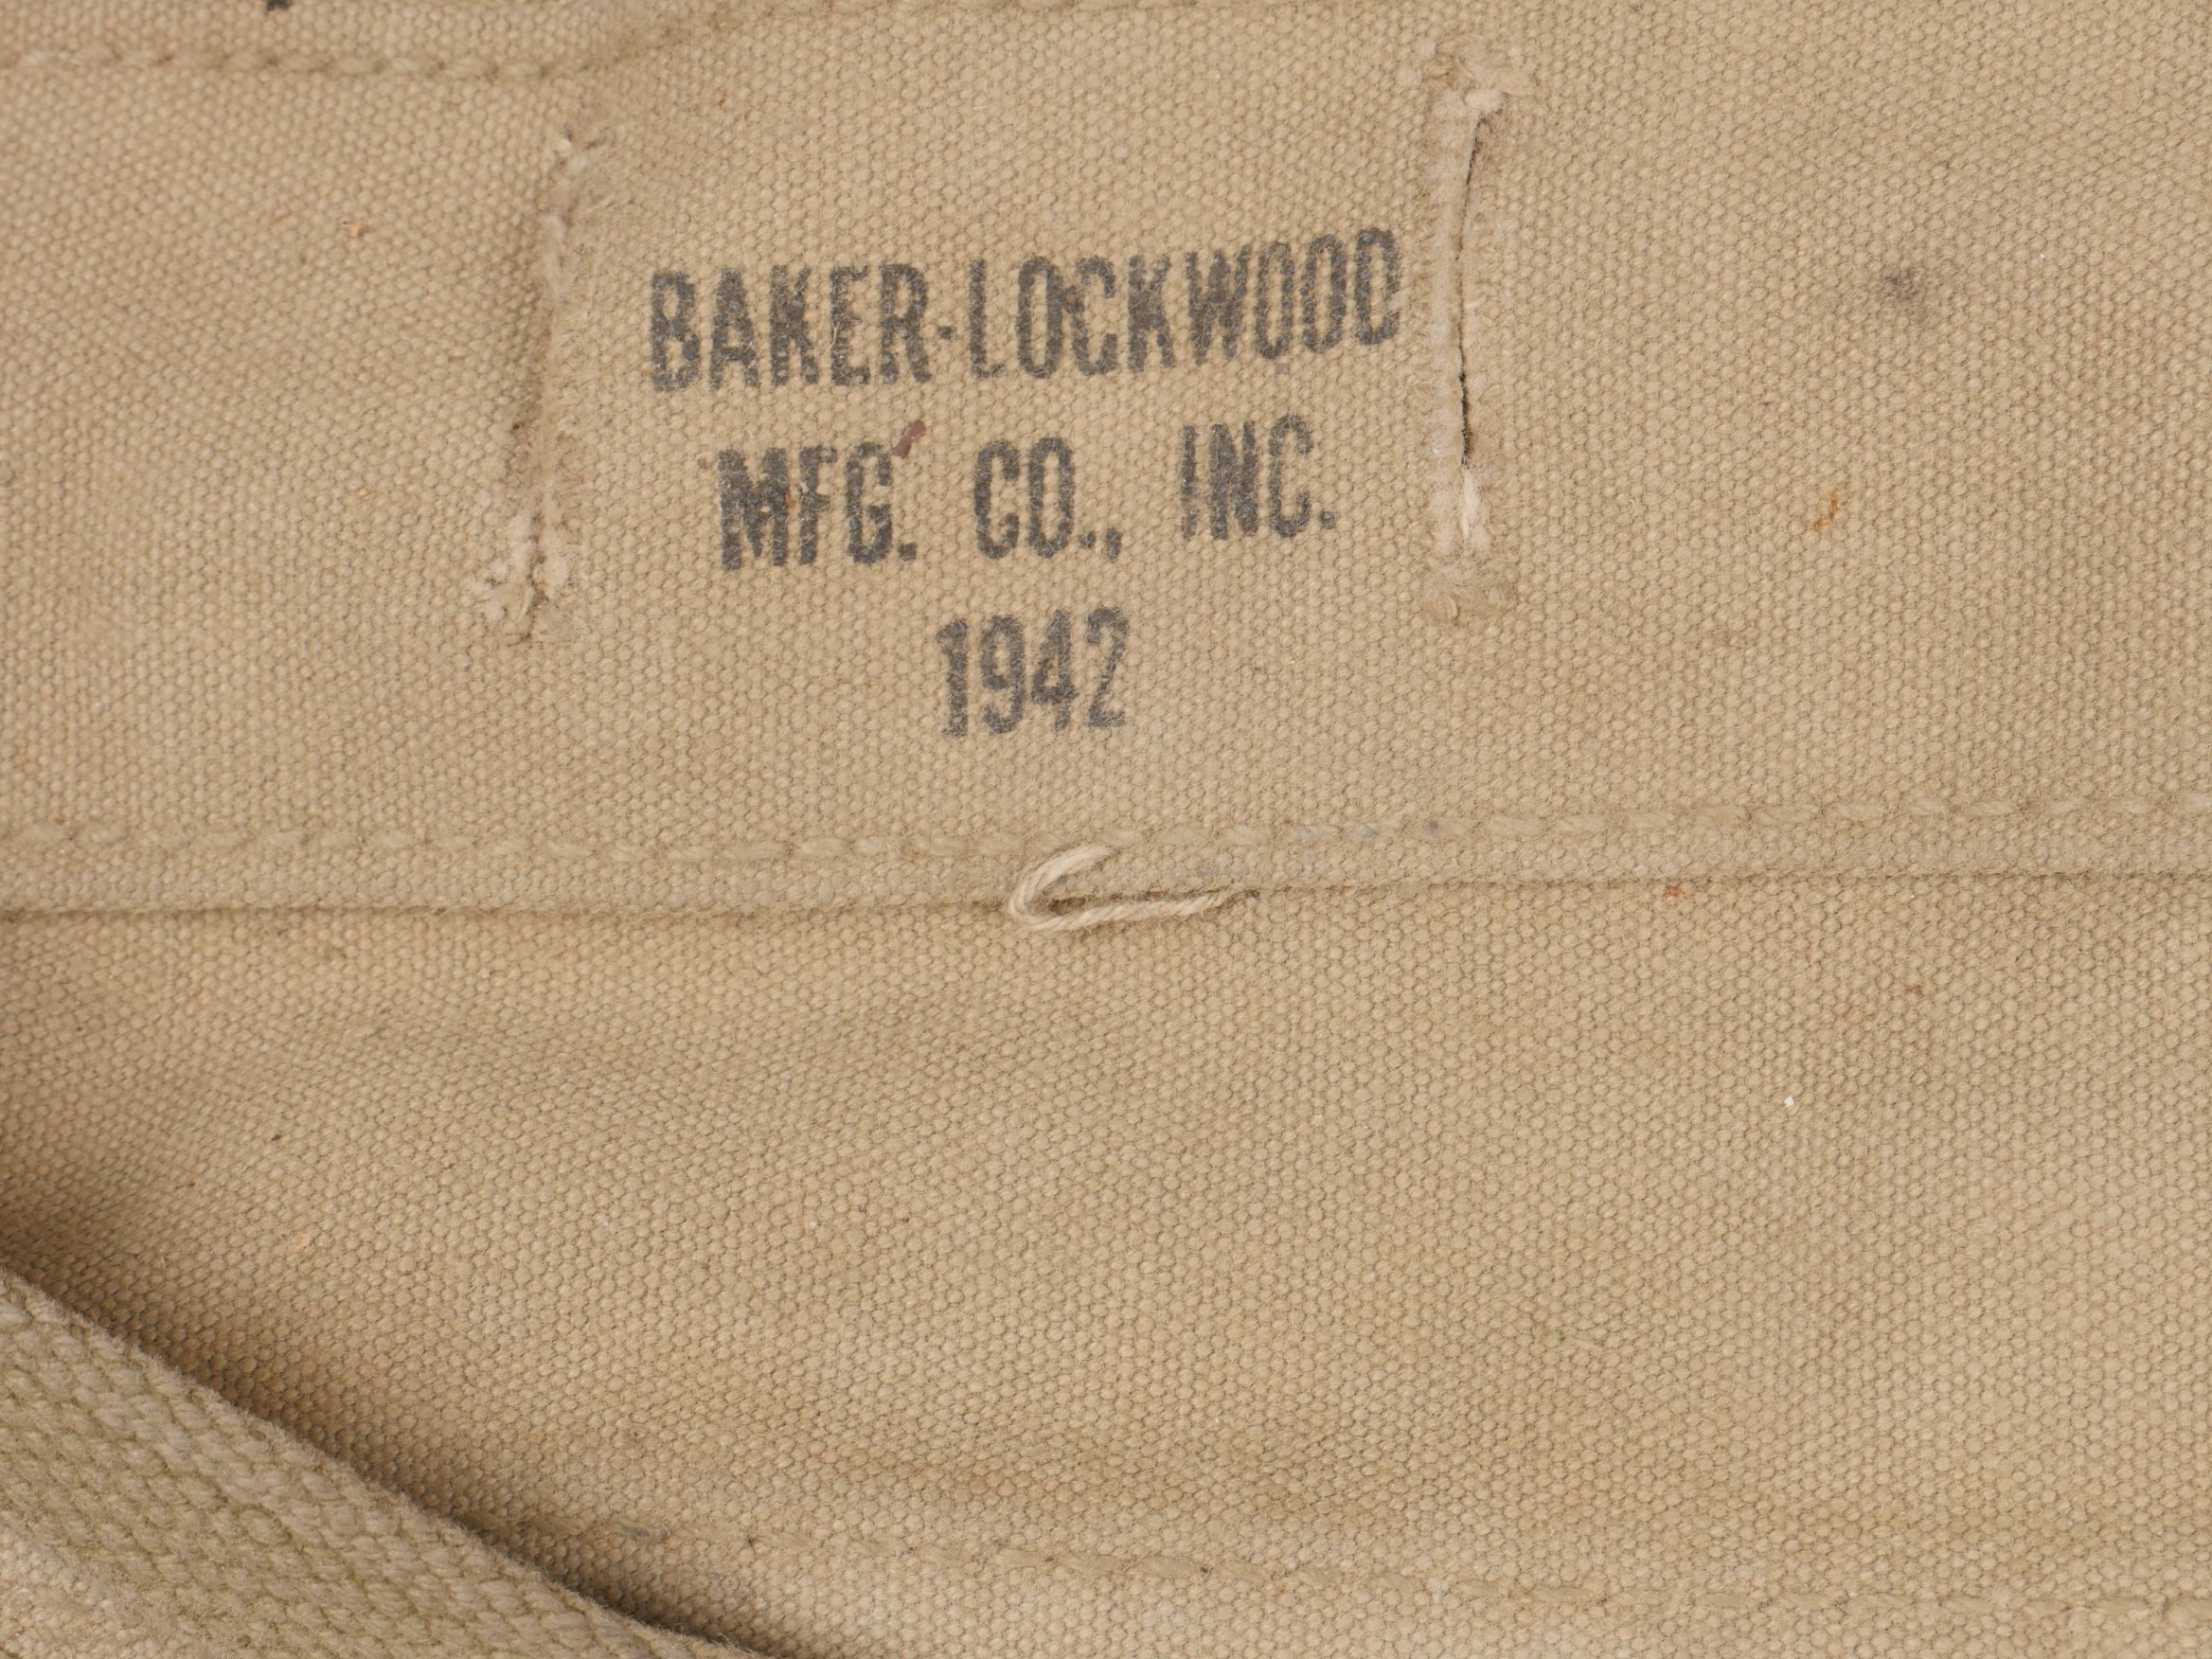 BAKER-LOCKWOOD
MFG. CO., INC.
1942